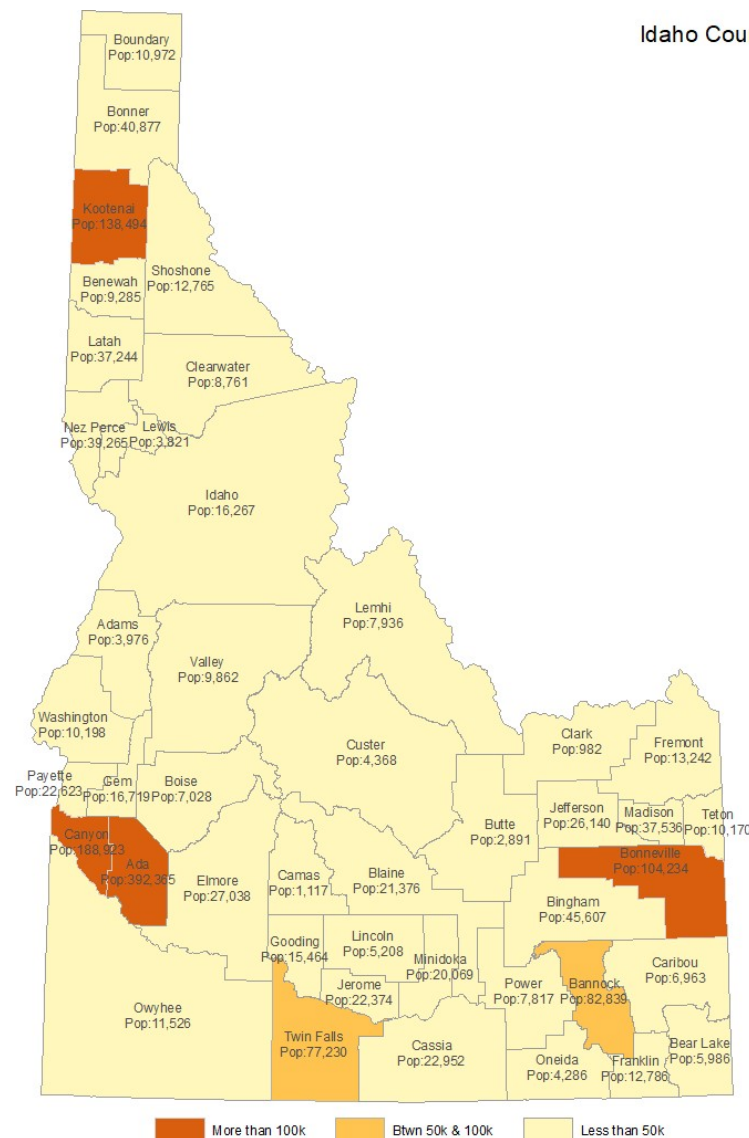 Idaho Cou
Boundary
Pop:10,972
Bonner
Pop:40,877
Kootenai
Pop:138,494
Shoshone
Pop:12,765
Benewah
Pop:9,285
Latah
Pop:37,244
Clearwater
Pop:8,761
Nez Perce
Pop:39,265
Lewis
Pop:3,821
Idaho
Pop:16,267
Lemhi
Pop:7,936
Adams
Pop:3,976
Valley
Pop:9,862
Washington
Pop:10,198
Custer
Pop:4,368
Clark
Pop:982
Fremont
Pop:13,242
Payette
Pop:22,623
Gem
Pop:16,719
Boise
Pop:7,028
Butte
Pop:2,891
Jefferson
Pop:26,140
Madison
Pop:37,536
Teton
Pop:10,170
Canyon
Pop:188,923
Ada
Pop:392,365
Elmore
Pop:27,038
Camas
Pop:1,117
Blaine
Pop:21,376
Bonneville
Pop:104,234
Bingham
Pop:45,607
Gooding
Pop:15,464
Lincoln
Pop:5,208
Minidoka
Pop:20,069
Jerome
Pop:22,374
Power
Pop:7,817
Bannock
Pop:82,839
Caribou
Pop:6,963
Owyhee
Pop:11,526
Twin Falls
Pop:77,230
Cassia
Pop:22,952
Oneida
Pop:4,286
Franklin
Pop:12,786
Bear Lake
Pop:5,986
More than 100k
Btwn 50k & 100k
Less than 50k